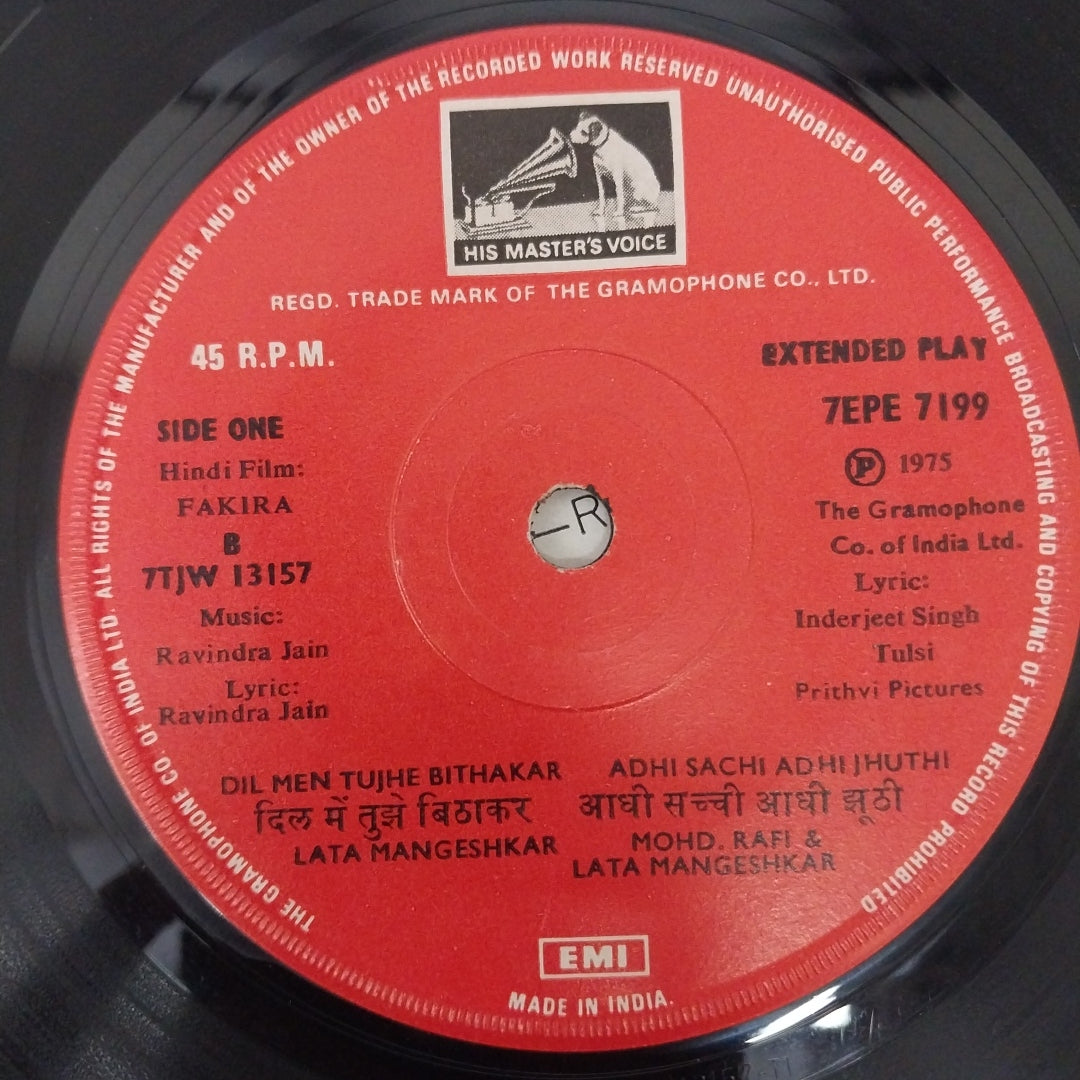 THE GRAMOPHONE CO. OF INDIA LTD. ALL RIGHTS OF THE MANUFACTURER AND OF THE OWNER OF THE RECORDED WORK RESERVED UNAUTHORISED PUBLIC PERFORMANCE BROADCASTING AND COPYING OF THIS RECORD PROHIBITED
HIS MASTER'S VOICE
REGD. TRADE MARK OF THE GRAMOPHONE CO., LTD.
45 R.P.M.
SIDE ONE
Hindi Film:
FAKIRA
B
7TJW 13157
Music:
Ravindra Jain
Lyric:
Ravindra Jain
EXTENDED PLAY
7EPE 7199
Ⓟ 1975
The Gramophone
Co. of India Ltd.
Lyric:
Inderjeet Singh
Tulsi
Prithvi Pictures
–R
DIL MEN TUJHE BITHAKAR
दिल में तुझे बिठाकर
LATA MANGESHKAR
ADHI SACHI ADHI JHUTHI
आधी सच्ची आधी झूठी
MOHD. RAFI &
LATA MANGESHKAR
EMI
MADE IN INDIA.